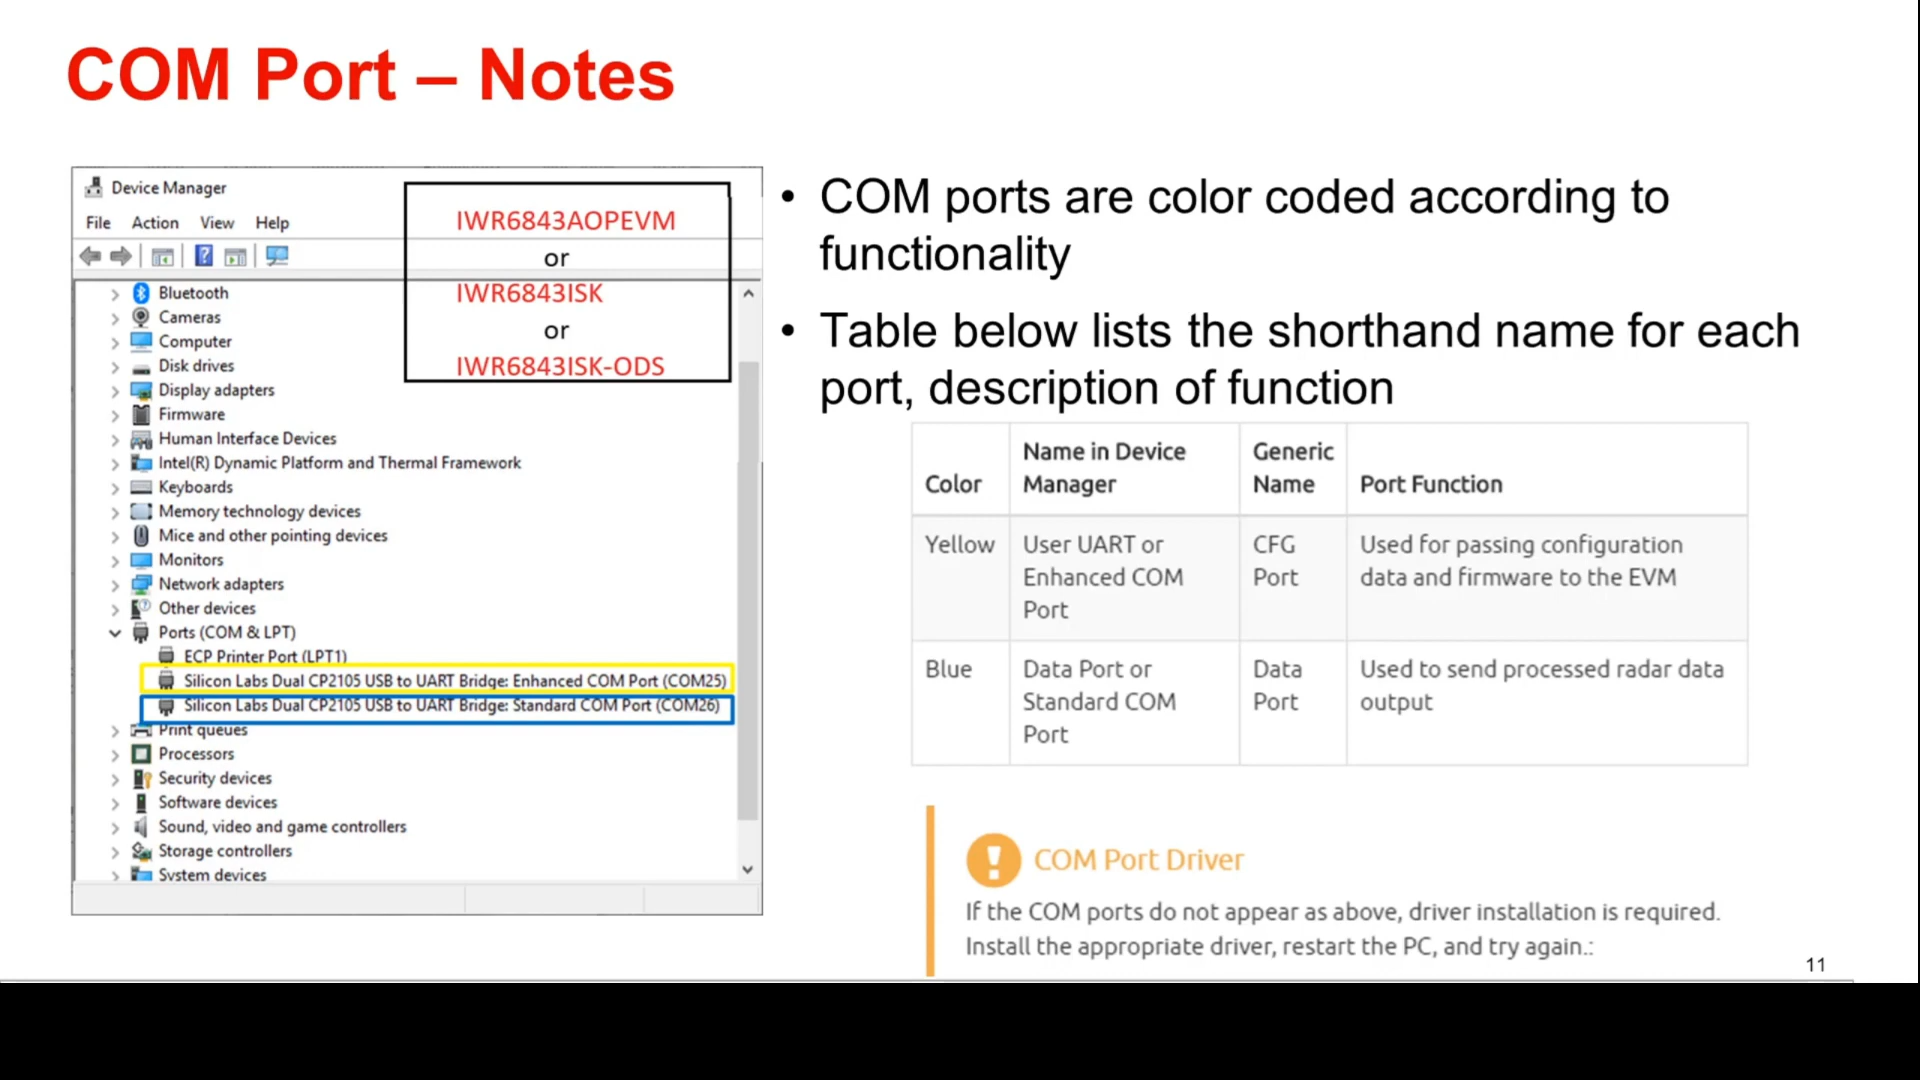 COM Port – Notes
Device Manager
File Action View Help
IWR6843AOPEVM
or
IWR6843ISK
or
IWR6843ISK-ODS
Bluetooth
Cameras
Computer
Disk drives
Display adapters
Firmware
Human Interface Devices
Intel(R) Dynamic Platform and Thermal Framework
Keyboards
Memory technology devices
Mice and other pointing devices
Monitors
Network adapters
Other devices
Ports (COM & LPT)
ECP Printer Port (LPT1)
Silicon Labs Dual CP2105 USB to UART Bridge: Enhanced COM Port (COM25)
Silicon Labs Dual CP2105 USB to UART Bridge: Standard COM Port (COM26)
Print queues
Processors
Security devices
Software devices
Sound, video and game controllers
Storage controllers
System devices
• COM ports are color coded according to
functionality
• Table below lists the shorthand name for each
port, description of function
Color
Name in Device
Manager
Generic
Name
Port Function
Yellow
User UART or
Enhanced COM
Port
CFG
Port
Used for passing configuration
data and firmware to the EVM
Blue
Data Port or
Standard COM
Port
Data
Port
Used to send processed radar data
output
COM Port Driver
If the COM ports do not appear as above, driver installation is required.
Install the appropriate driver, restart the PC, and try again.:
11